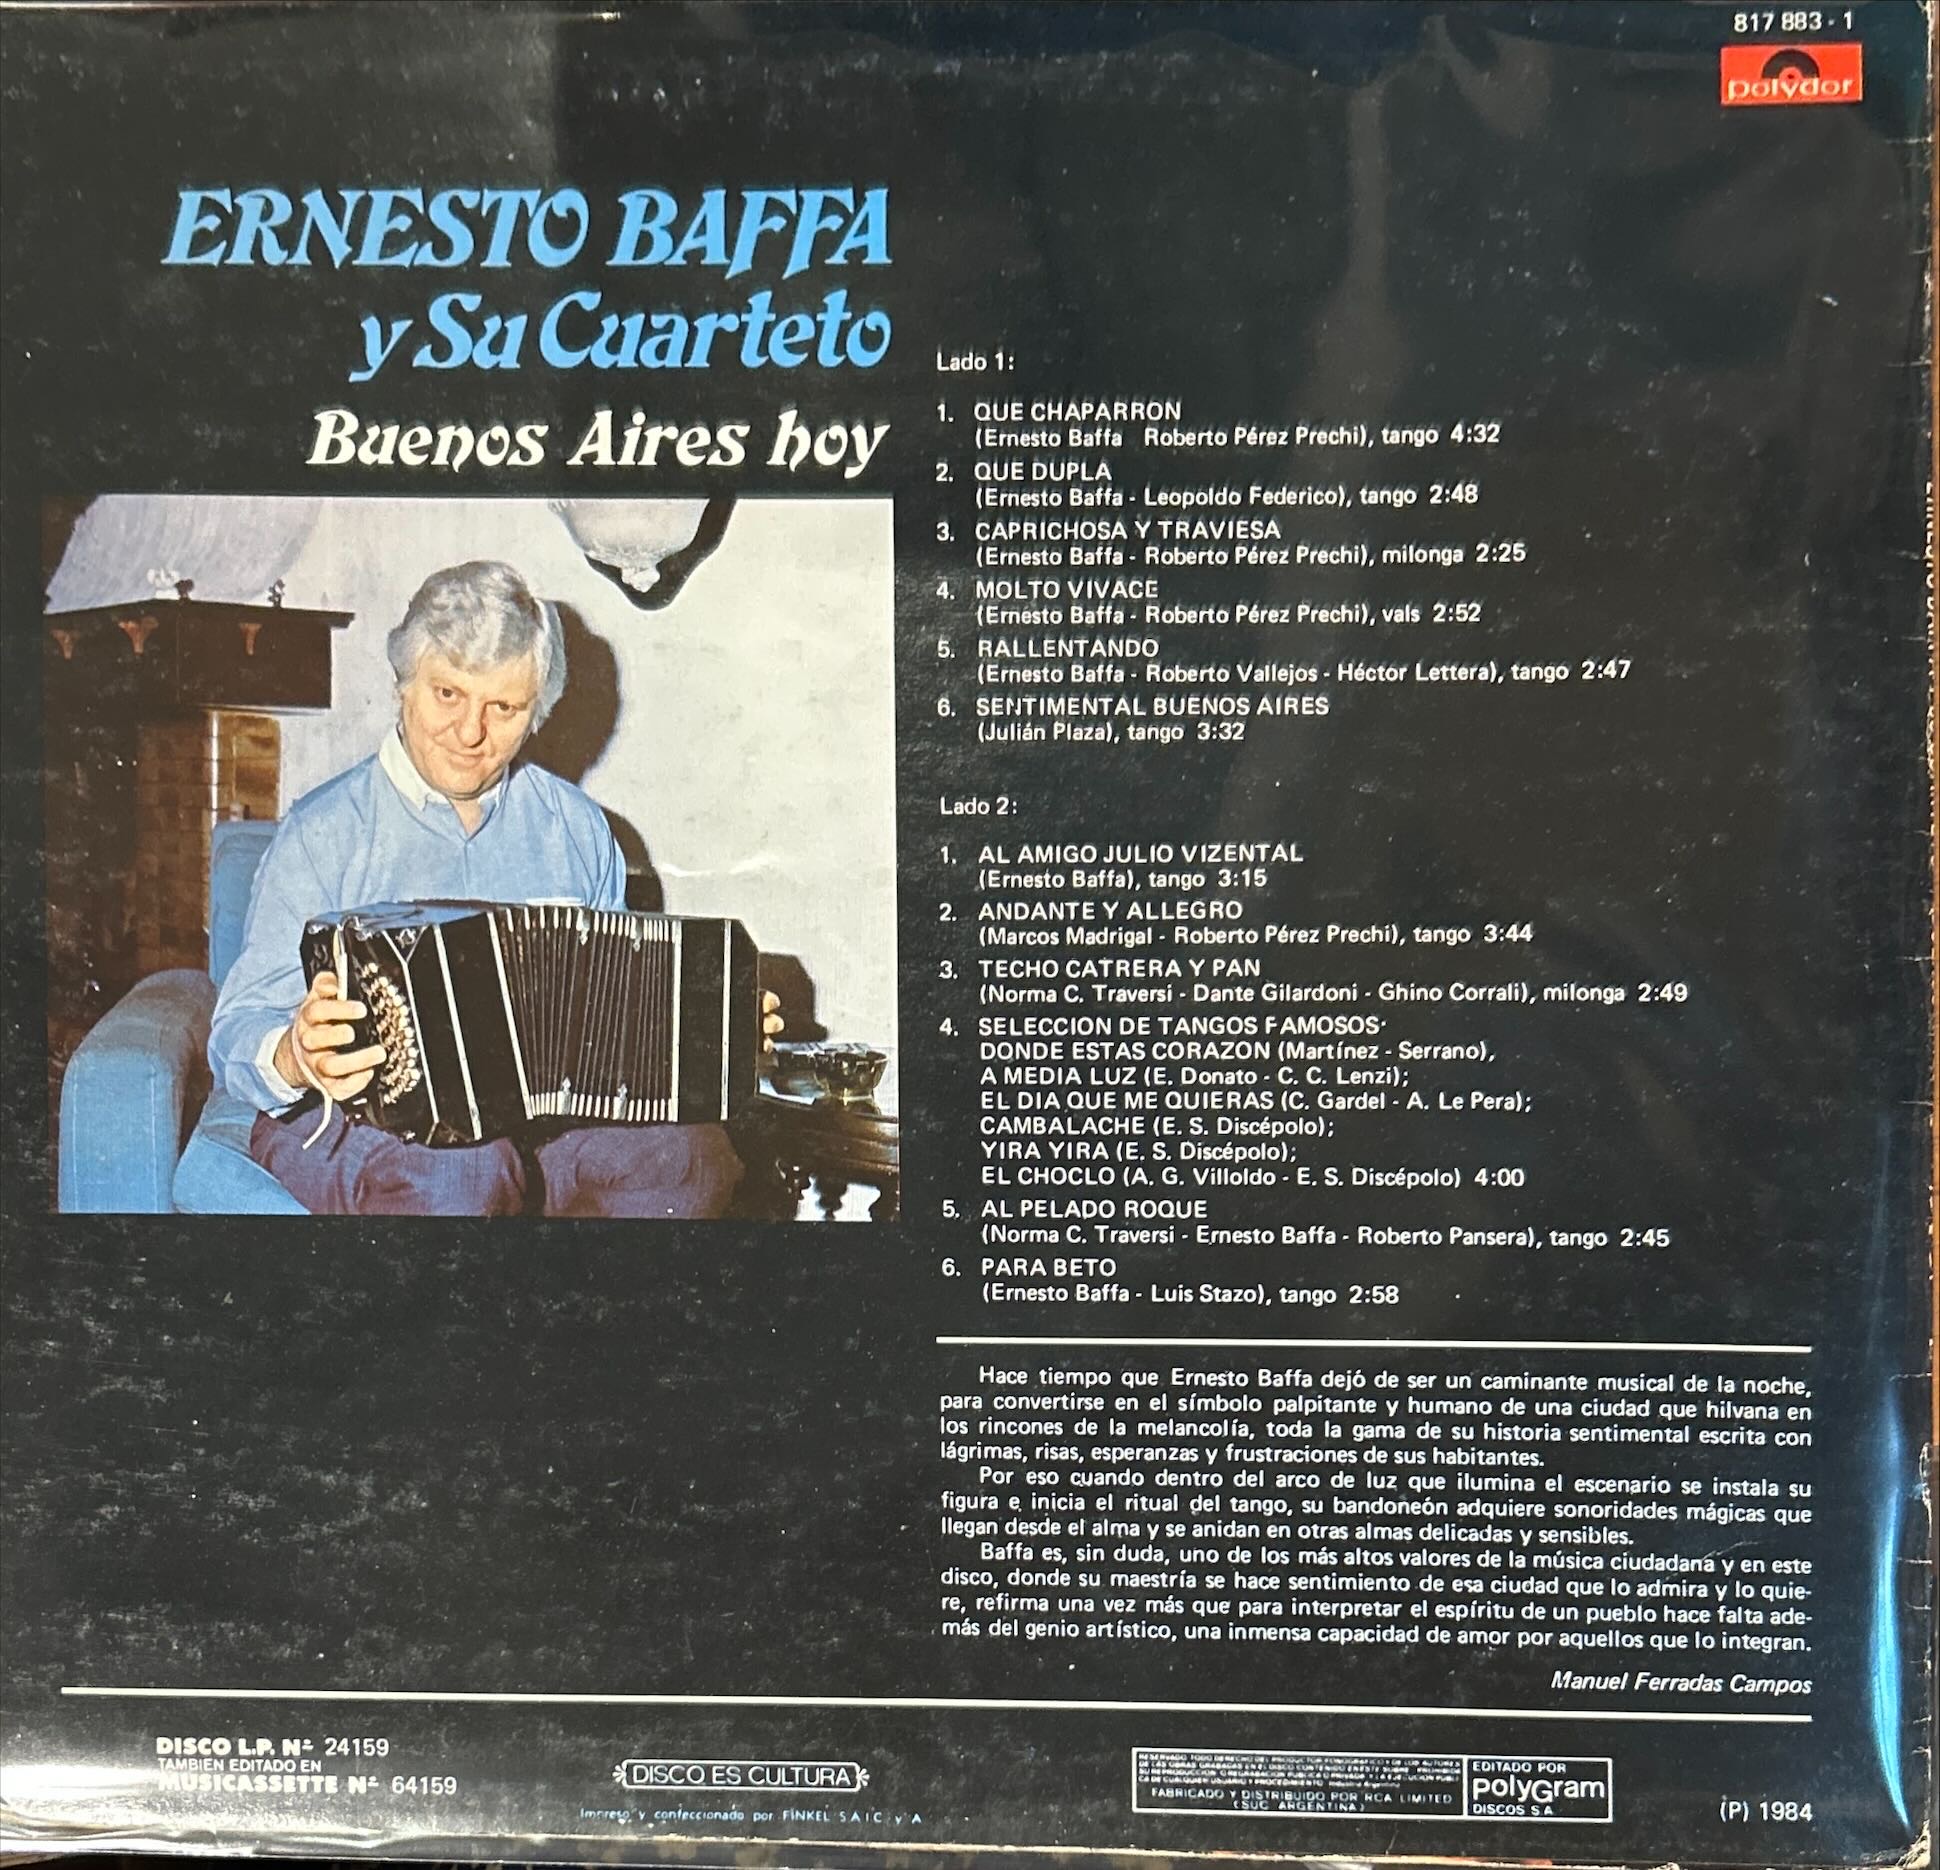 817 883 - 1
polydor
ERNESTO BAFFA
y Su Cuarteto
Buenos Aires hoy
Lado 1:
1. QUE CHAPARRON
(Ernesto Baffa Roberto Pérez Prechi), tango 4:32
2. QUE DUPLA
(Ernesto Baffa - Leopoldo Federico), tango 2:48
3. CAPRICHOSA Y TRAVIESA
(Ernesto Baffa - Roberto Pérez Prechi), milonga 2:25
4. MOLTO VIVACE
(Ernesto Baffa - Roberto Pérez Prechi), vals 2:52
5. RALLENTANDO
(Ernesto Baffa - Roberto Vallejos - Héctor Lettera), tango 2:47
6. SENTIMENTAL BUENOS AIRES
(Julián Plaza), tango 3:32
Lado 2:
1. AL AMIGO JULIO VIZENTAL
(Ernesto Baffa), tango 3:15
2. ANDANTE Y ALLEGRO
(Marcos Madrigal - Roberto Pérez Prechi), tango 3:44
3. TECHO CATRERA Y PAN
(Norma C. Traversi - Dante Gilardoni - Ghino Corrali), milonga 2:49
4. SELECCION DE TANGOS FAMOSOS·
DONDE ESTAS CORAZON (Martínez - Serrano),
A MEDIA LUZ (E. Donato - C. C. Lenzi);
EL DIA QUE ME QUIERAS (C. Gardel - A. Le Pera);
CAMBALACHE (E. S. Discépolo);
YIRA YIRA (E. S. Discépolo);
EL CHOCLO (A. G. Villoldo - E. S. Discépolo) 4:00
5. AL PELADO ROQUE
(Norma C. Traversi - Ernesto Baffa - Roberto Pansera), tango 2:45
6. PARA BETO
(Ernesto Baffa - Luis Stazo), tango 2:58
Hace tiempo que Ernesto Baffa dejó de ser un caminante musical de la noche,
para convertirse en el símbolo palpitante y humano de una ciudad que hilvana en
los rincones de la melancolía, toda la gama de su historia sentimental escrita con
lágrimas, risas, esperanzas y frustraciones de sus habitantes.
Por eso cuando dentro del arco de luz que ilumina el escenario se instala su
figura e inicia el ritual del tango, su bandoneón adquiere sonoridades mágicas que
llegan desde el alma y se anidan en otras almas delicadas y sensibles.
Baffa es, sin duda, uno de los más altos valores de la música ciudadana y en este
disco, donde su maestría se hace sentimiento de esa ciudad que lo admira y lo quie-
re, refirma una vez más que para interpretar el espíritu de un pueblo hace falta ade-
más del genio artístico, una inmensa capacidad de amor por aquellos que lo integran.
Manuel Ferradas Campos
DISCO L.P. Nº 24159
TAMBIEN EDITADO EN
MUSICASSETTE Nº 64159
DISCO ES CULTURA
Impreso y confeccionado por FINKEL S A I C y A
RESERVADO TODO DERECHO DEL PRODUCTOR FONOGRAFICO Y DE LOS AUTORES
DE LAS OBRAS GRABADAS EN EL DISCO
FABRICADO Y DISTRIBUIDO POR RCA LIMITED
(SUC. ARGENTINA)
EDITADO POR
PolyGram
DISCOS S.A.
(P) 1984